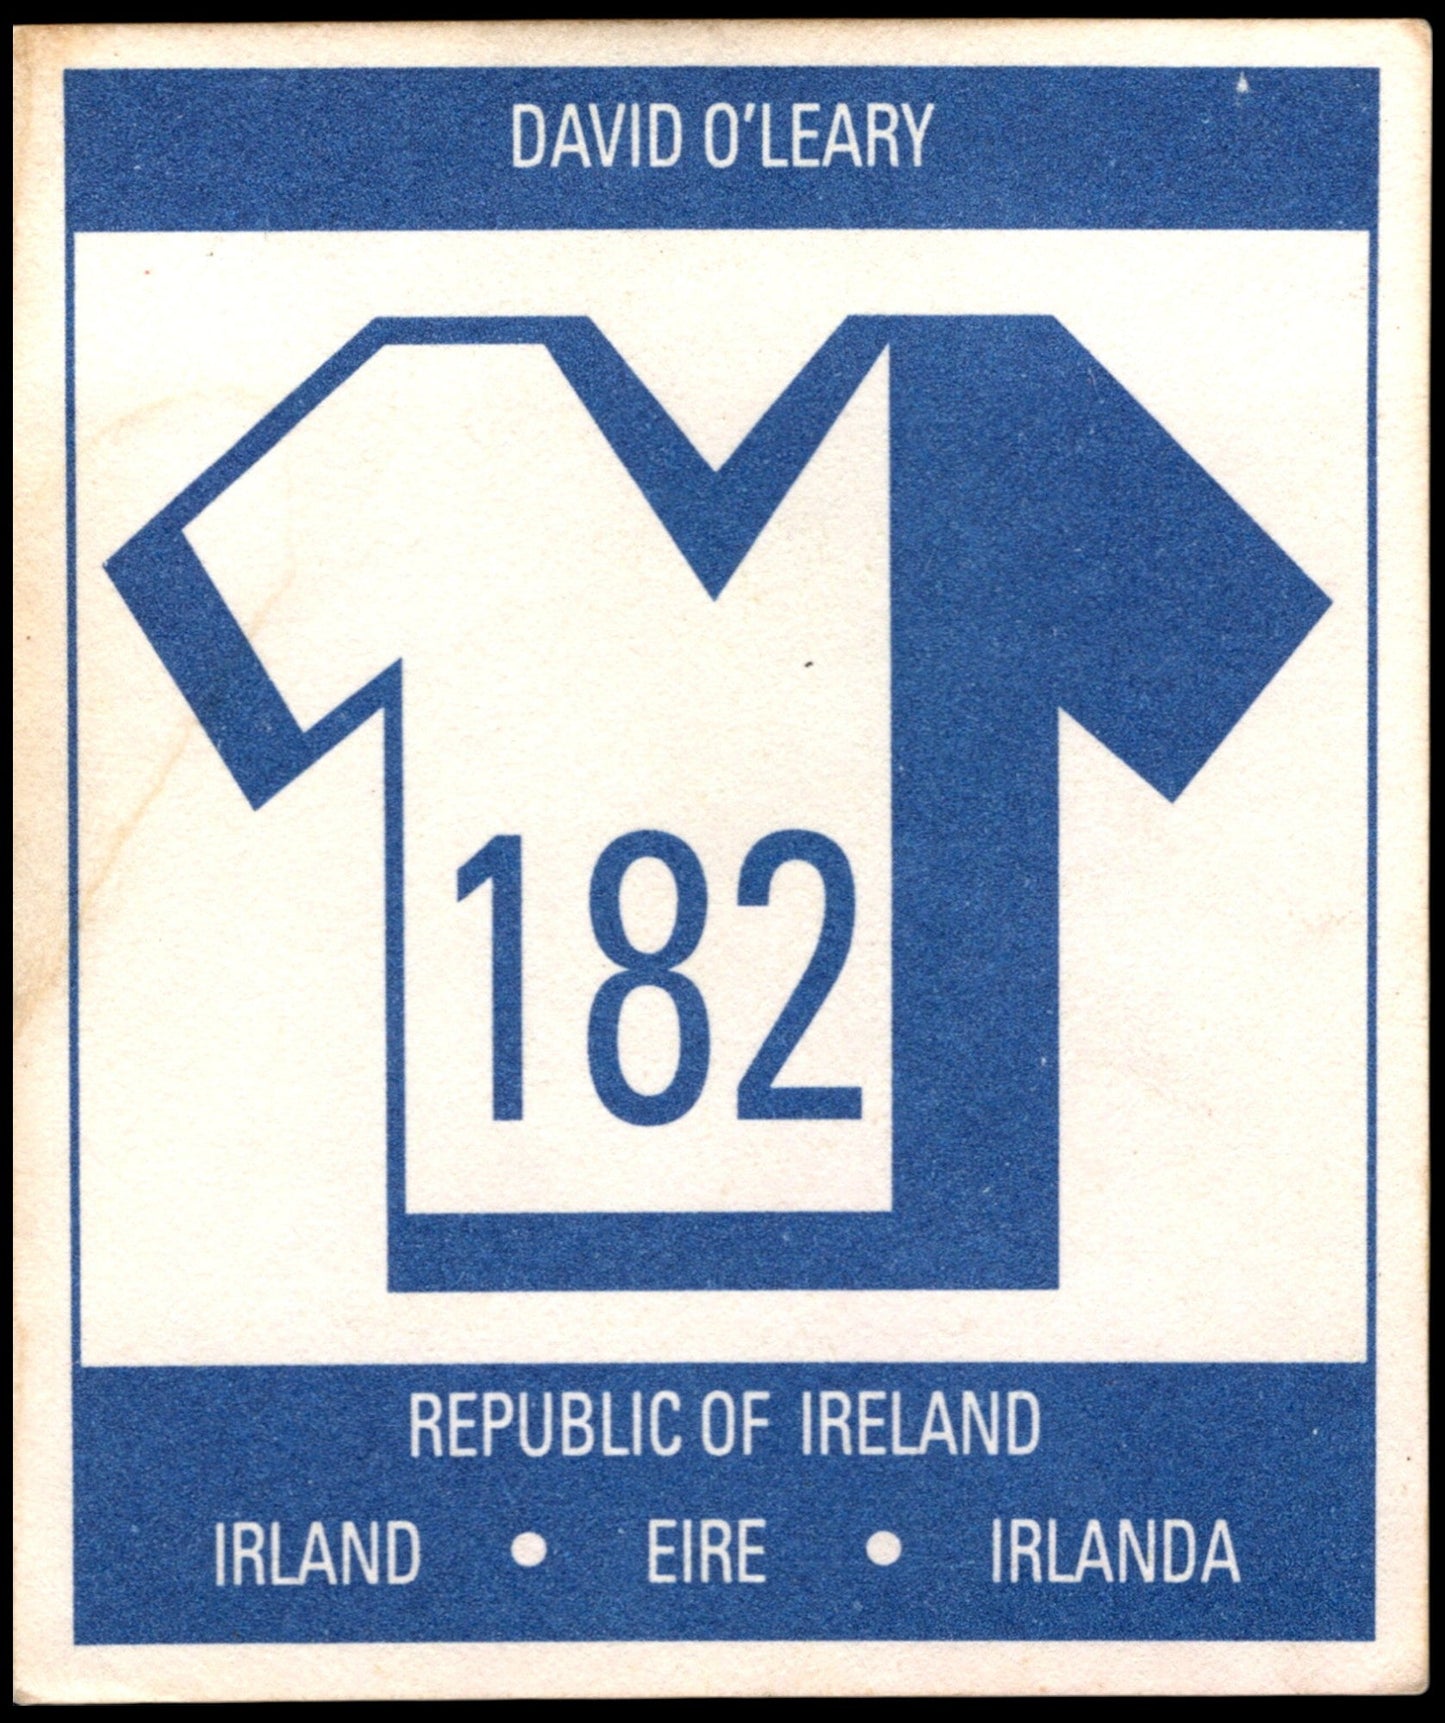 DAVID O'LEARY
182
REPUBLIC OF IRELAND
IRLAND • EIRE • IRLANDA